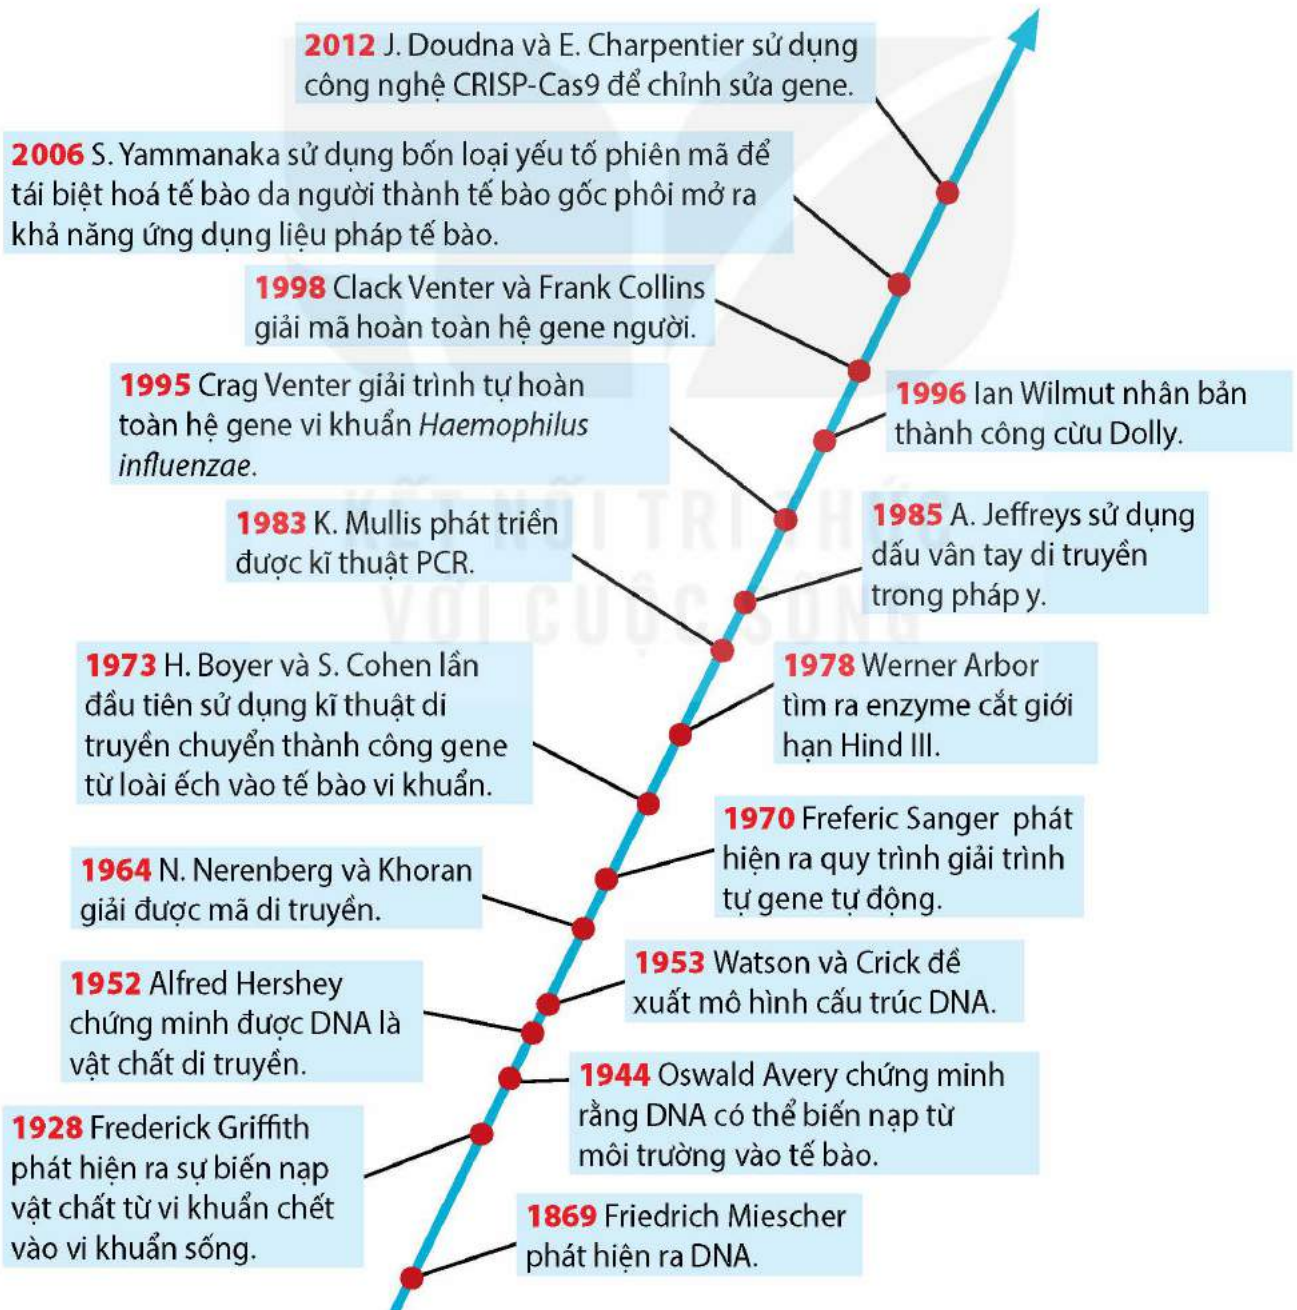 2012 J. Doudna và E. Charpentier sử dụng
công nghệ CRISP-Cas9 để chỉnh sửa gene.
2006 S. Yammanaka sử dụng bốn loại yếu tố phiên mã để
tái biệt hoá tế bào da người thành tế bào gốc phôi mở ra
khả năng ứng dụng liệu pháp tế bào.
1998 Clack Venter và Frank Collins
giải mã hoàn toàn hệ gene người.
1995 Crag Venter giải trình tự hoàn
toàn hệ gene vi khuẩn Haemophilus
influenzae.
1996 Ian Wilmut nhân bản
thành công cừu Dolly.
KẾT NỐI TRI THỨC
VỚI CUỘC SỐNG
1983 K. Mullis phát triển
được kĩ thuật PCR.
1985 A. Jeffreys sử dụng
dấu vân tay di truyền
trong pháp y.
1973 H. Boyer và S. Cohen lần
đầu tiên sử dụng kĩ thuật di
truyền chuyển thành công gene
từ loài ếch vào tế bào vi khuẩn.
1978 Werner Arbor
tìm ra enzyme cắt giới
hạn Hind III.
1970 Freferic Sanger phát
hiện ra quy trình giải trình
tự gene tự động.
1964 N. Nerenberg và Khoran
giải được mã di truyền.
1953 Watson và Crick đề
xuất mô hình cấu trúc DNA.
1952 Alfred Hershey
chứng minh được DNA là
vật chất di truyền.
1944 Oswald Avery chứng minh
rằng DNA có thể biến nạp từ
môi trường vào tế bào.
1928 Frederick Griffith
phát hiện ra sự biến nạp
vật chất từ vi khuẩn chết
vào vi khuẩn sống.
1869 Friedrich Miescher
phát hiện ra DNA.